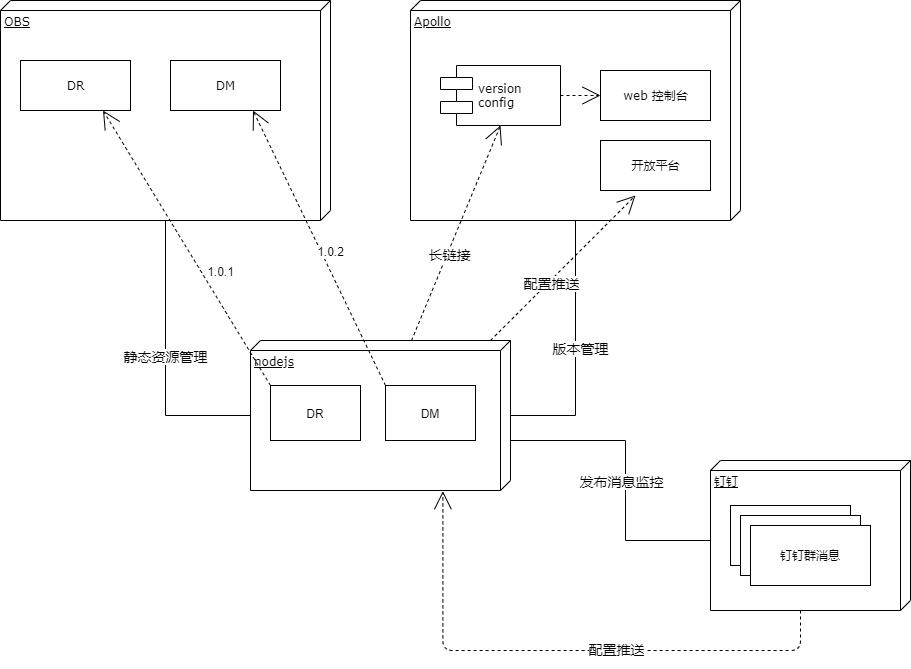 OBS
DR
DM
Apollo
version
config
web 控制台
开放平台
1.0.1
1.0.2
长链接
配置推送
静态资源管理
版本管理
nodejs
DR
DM
发布消息监控
钉钉
钉钉群消息
配置推送